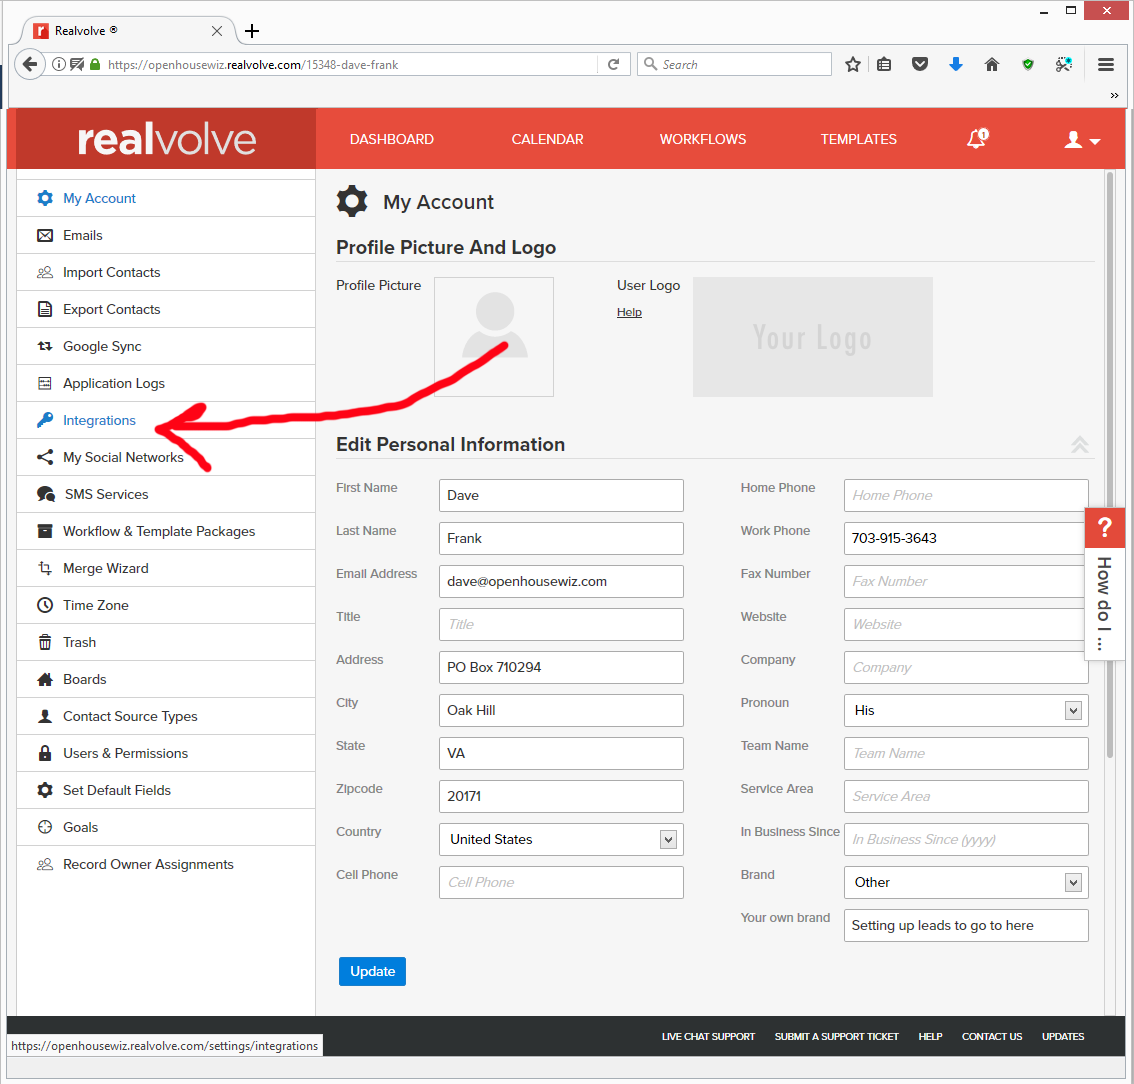 Realvolve ®
https://openhousewiz.realvolve.com/15348-dave-frank
Search
realvolve
DASHBOARD
CALENDAR
WORKFLOWS
TEMPLATES
1
My Account
Emails
Import Contacts
Export Contacts
Google Sync
Application Logs
Integrations
My Social Networks
SMS Services
Workflow & Template Packages
Merge Wizard
Time Zone
Trash
Boards
Contact Source Types
Users & Permissions
Set Default Fields
Goals
Record Owner Assignments
My Account
Profile Picture And Logo
Profile Picture
User Logo
Help
Your Logo
Edit Personal Information
First Name Dave
Last Name Frank
Email Address dave@openhousewiz.com
Title Title
Address PO Box 710294
City Oak Hill
State VA
Zipcode 20171
Country United States
Cell Phone Cell Phone
Home Phone Home Phone
Work Phone 703-915-3643
Fax Number Fax Number
Website Website
Company Company
Pronoun His
Team Name Team Name
Service Area Service Area
In Business Since In Business Since (yyyy)
Brand Other
Your own brand Setting up leads to go to here
Update
?
How do I ...
LIVE CHAT SUPPORT
SUBMIT A SUPPORT TICKET
HELP
CONTACT US
UPDATES
https://openhousewiz.realvolve.com/settings/integrations